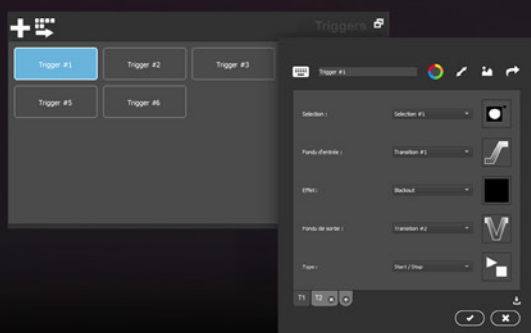 Triggers
Trigger #1
Trigger #2
Trigger #3
Trigger #5
Trigger #6
Trigger #1
Selection :
Selection #1
Fondu d'entrée :
Transition #1
Effet :
Blackout
Fondu de sortie :
Transition #2
Type :
Start / Stop
T1
T2